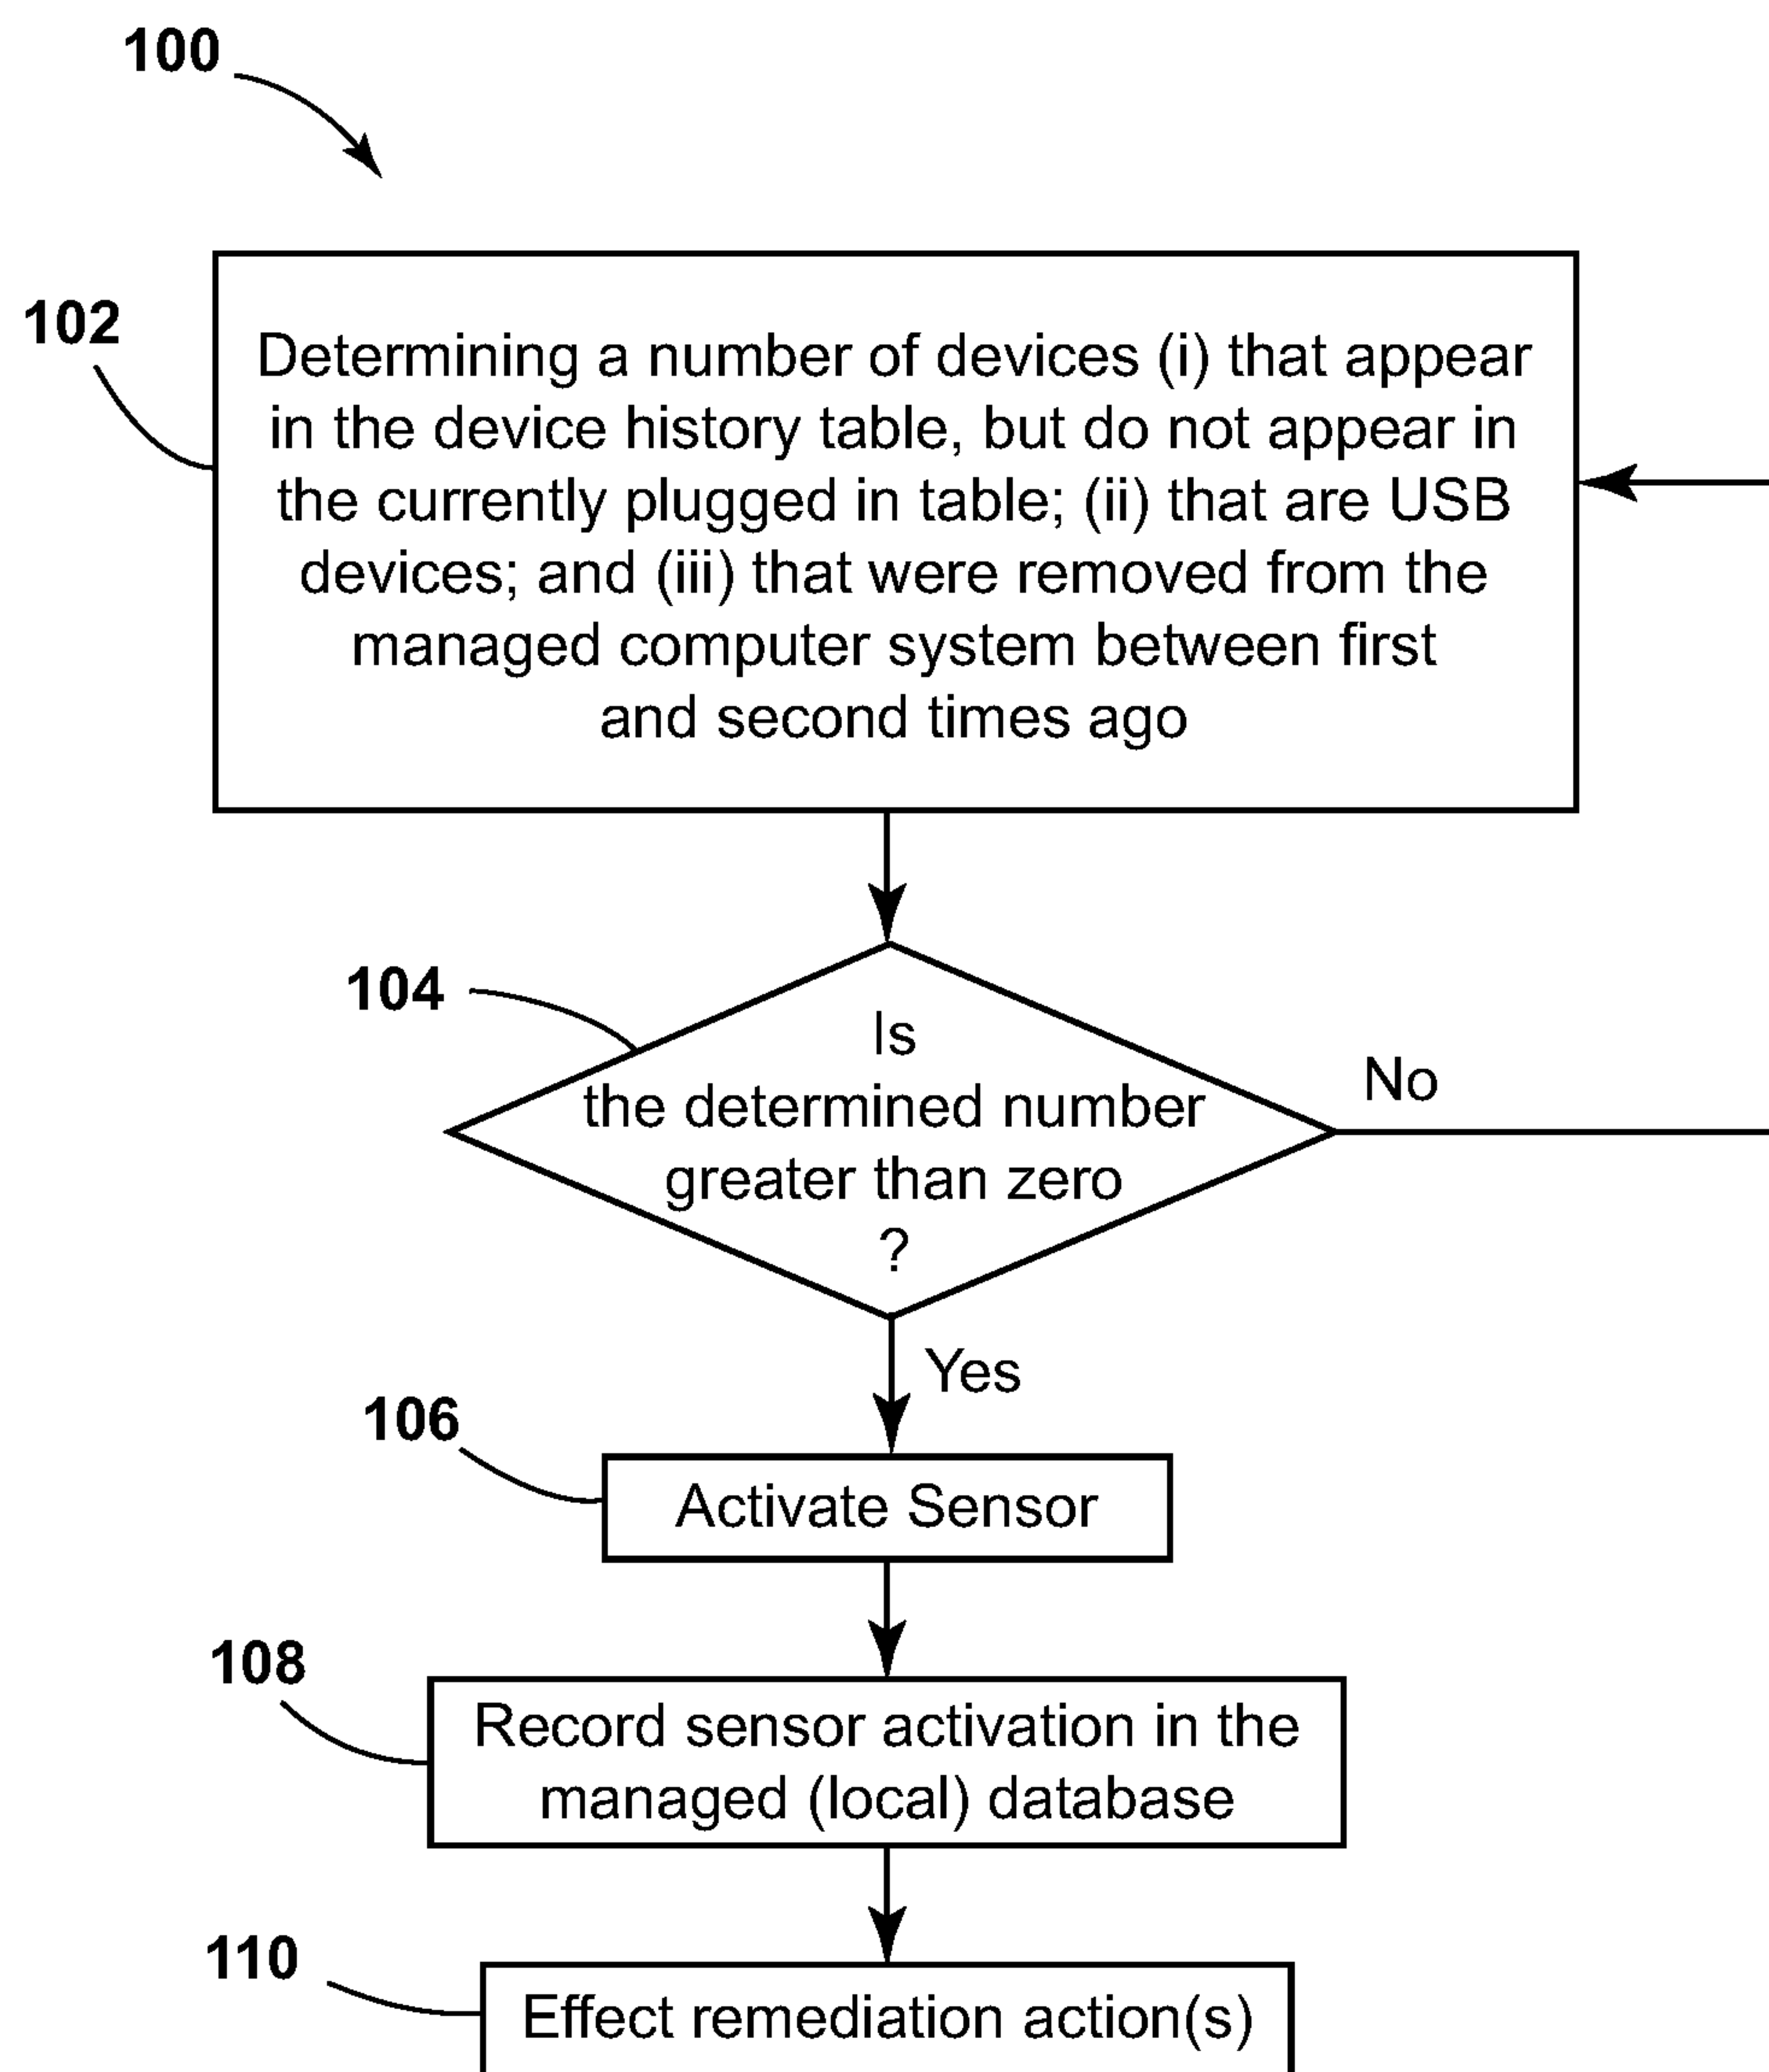 100
102
Determining a number of devices (i) that appear
in the device history table, but do not appear in
the currently plugged in table; (ii) that are USB
devices; and (iii) that were removed from the
managed computer system between first
and second times ago
104
Is
the determined number
greater than zero
?
No
Yes
106
Activate Sensor
108
Record sensor activation in the
managed (local) database
110
Effect remediation action(s)